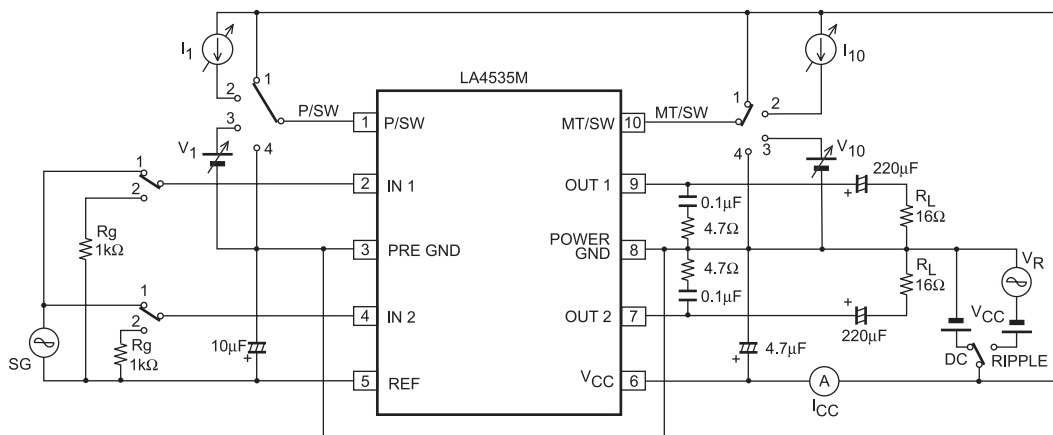 I1
I10
LA4535M
1
2
3
4
P/SW
1
P/SW
10
MT/SW
MT/SW
1
2
3
4
V1
V10
1
2
2
IN 1
OUT 1
9
220μF
+
0.1μF
4.7Ω
RL
16Ω
Rg
1kΩ
3
PRE GND
POWER
GND
8
4.7Ω
0.1μF
RL
16Ω
VR
1
2
4
IN 2
OUT 2
7
+
220μF
VCC
SG
Rg
1kΩ
10μF
+
4.7μF
+
DC
RIPPLE
5
REF
VCC
6
A
ICC